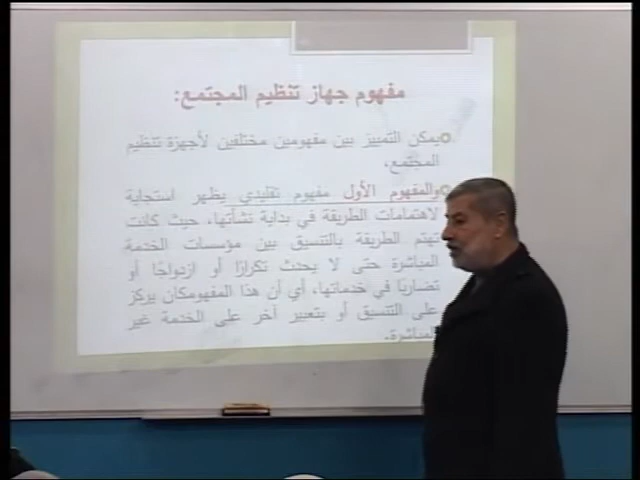 مفهوم جهاز تنظيم المجتمع:
يمكن التمييز بين مفهومين مختلفين لأجهزة تنظيم
المجتمع،
والمفهوم الأول مفهوم تقليدي يظهر استجابة
لاهتمامات الطريقة في بداية نشأتها، حيث كانت
تهتم الطريقة بالتنسيق بين مؤسسات الخدمة
المباشرة حتى لا يحدث تكرارًا أو ازدواجًا أو
تضاربًا في خدماتها، أي أن هذا المفهومكان يركز
على التنسيق أو بتعبير آخر على الخدمة غير
المباشرة.